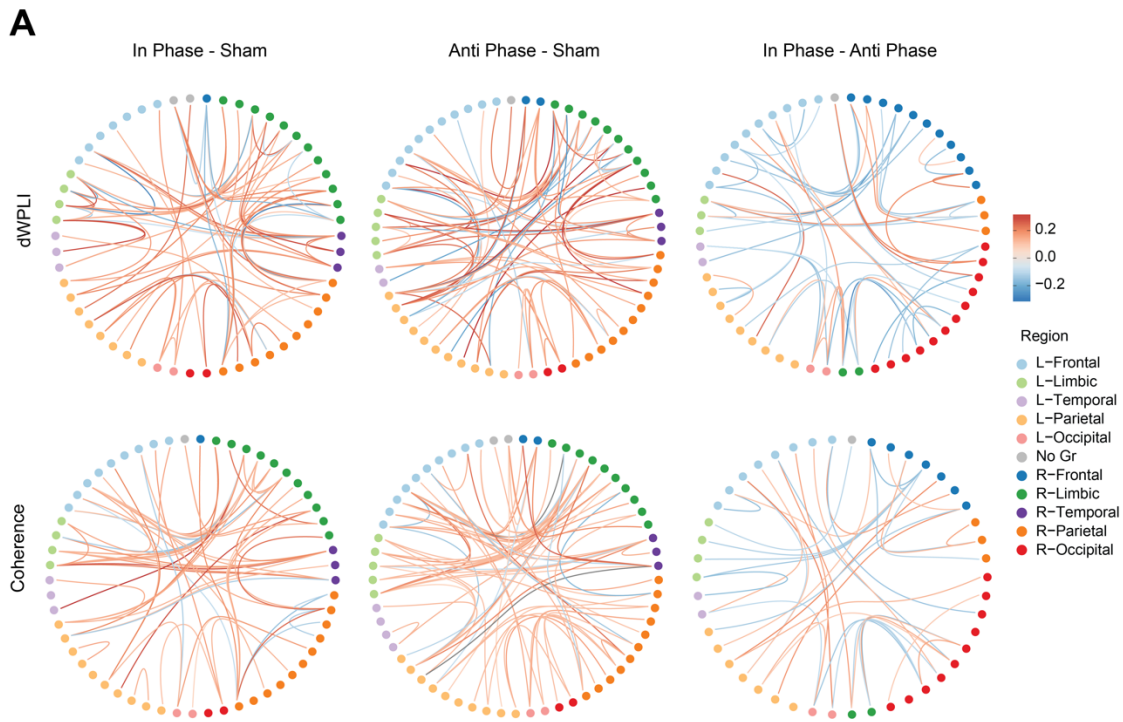 A
In Phase - Sham
Anti Phase - Sham
In Phase - Anti Phase
dWPLI
0.2
0.0
−0.2
Region
L−Frontal
L−Limbic
L−Temporal
L−Parietal
L−Occipital
No Gr
R−Frontal
R−Limbic
R−Temporal
R−Parietal
R−Occipital
Coherence